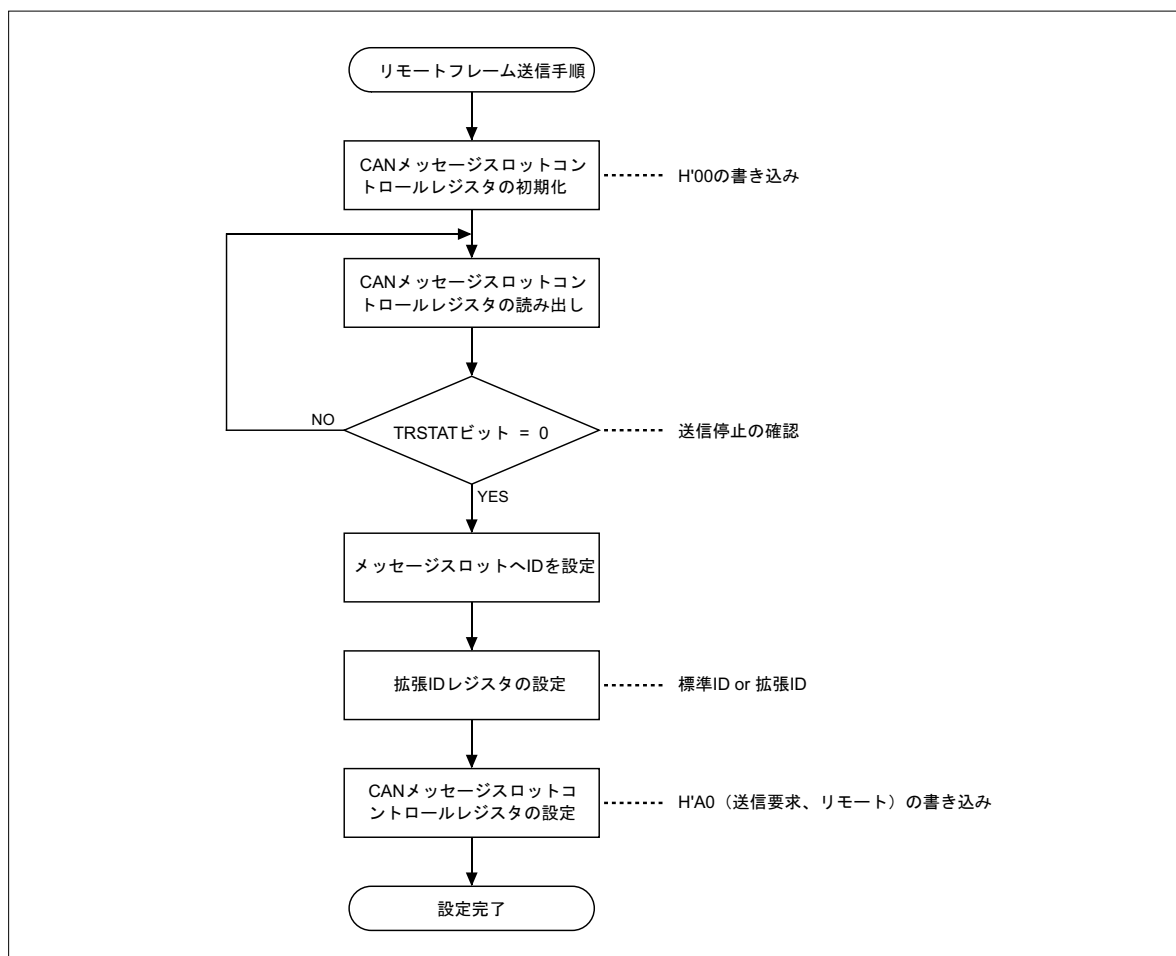 リモートフレーム送信手順
CANメッセージスロットコン
トロールレジスタの初期化
H'00の書き込み
CANメッセージスロットコン
トロールレジスタの読み出し
NO
TRSTATビット = 0
送信停止の確認
YES
メッセージスロットへIDを設定
拡張IDレジスタの設定
標準ID or 拡張ID
CANメッセージスロットコ
ントロールレジスタの設定
H'A0（送信要求、リモート）の書き込み
設定完了